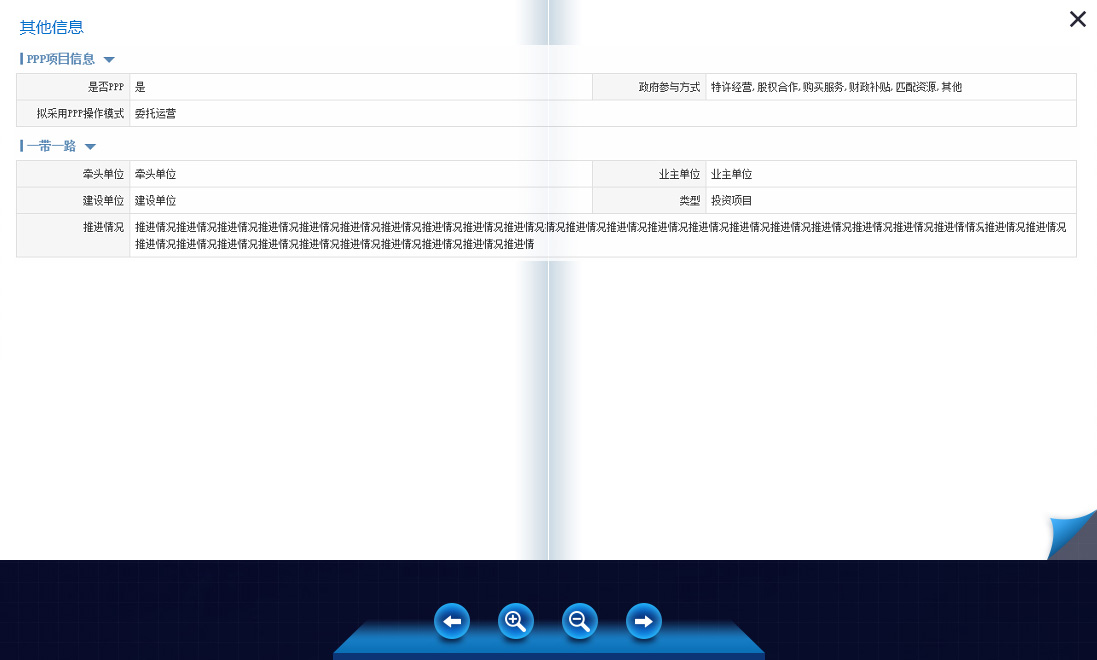 其他信息
PPP项目信息
是否PPP 是 政府参与方式 特许经营, 股权合作, 购买服务, 财政补贴, 匹配资源, 其他
拟采用PPP操作模式 委托运营
一带一路
牵头单位 牵头单位 业主单位 业主单位
建设单位 建设单位 类型 投资项目
推进情况 推进情况推进情况推进情况推进情况推进情况推进情况推进情况推进情况推进情况推进情况情况推进情况推进情况推进情况推进情况推进情况推进情况推进情况推进情况推进情况推进情情况推进情况推进情况
推进情况推进情况推进情况推进情况推进情况推进情况推进情况推进情况推进情况推进情